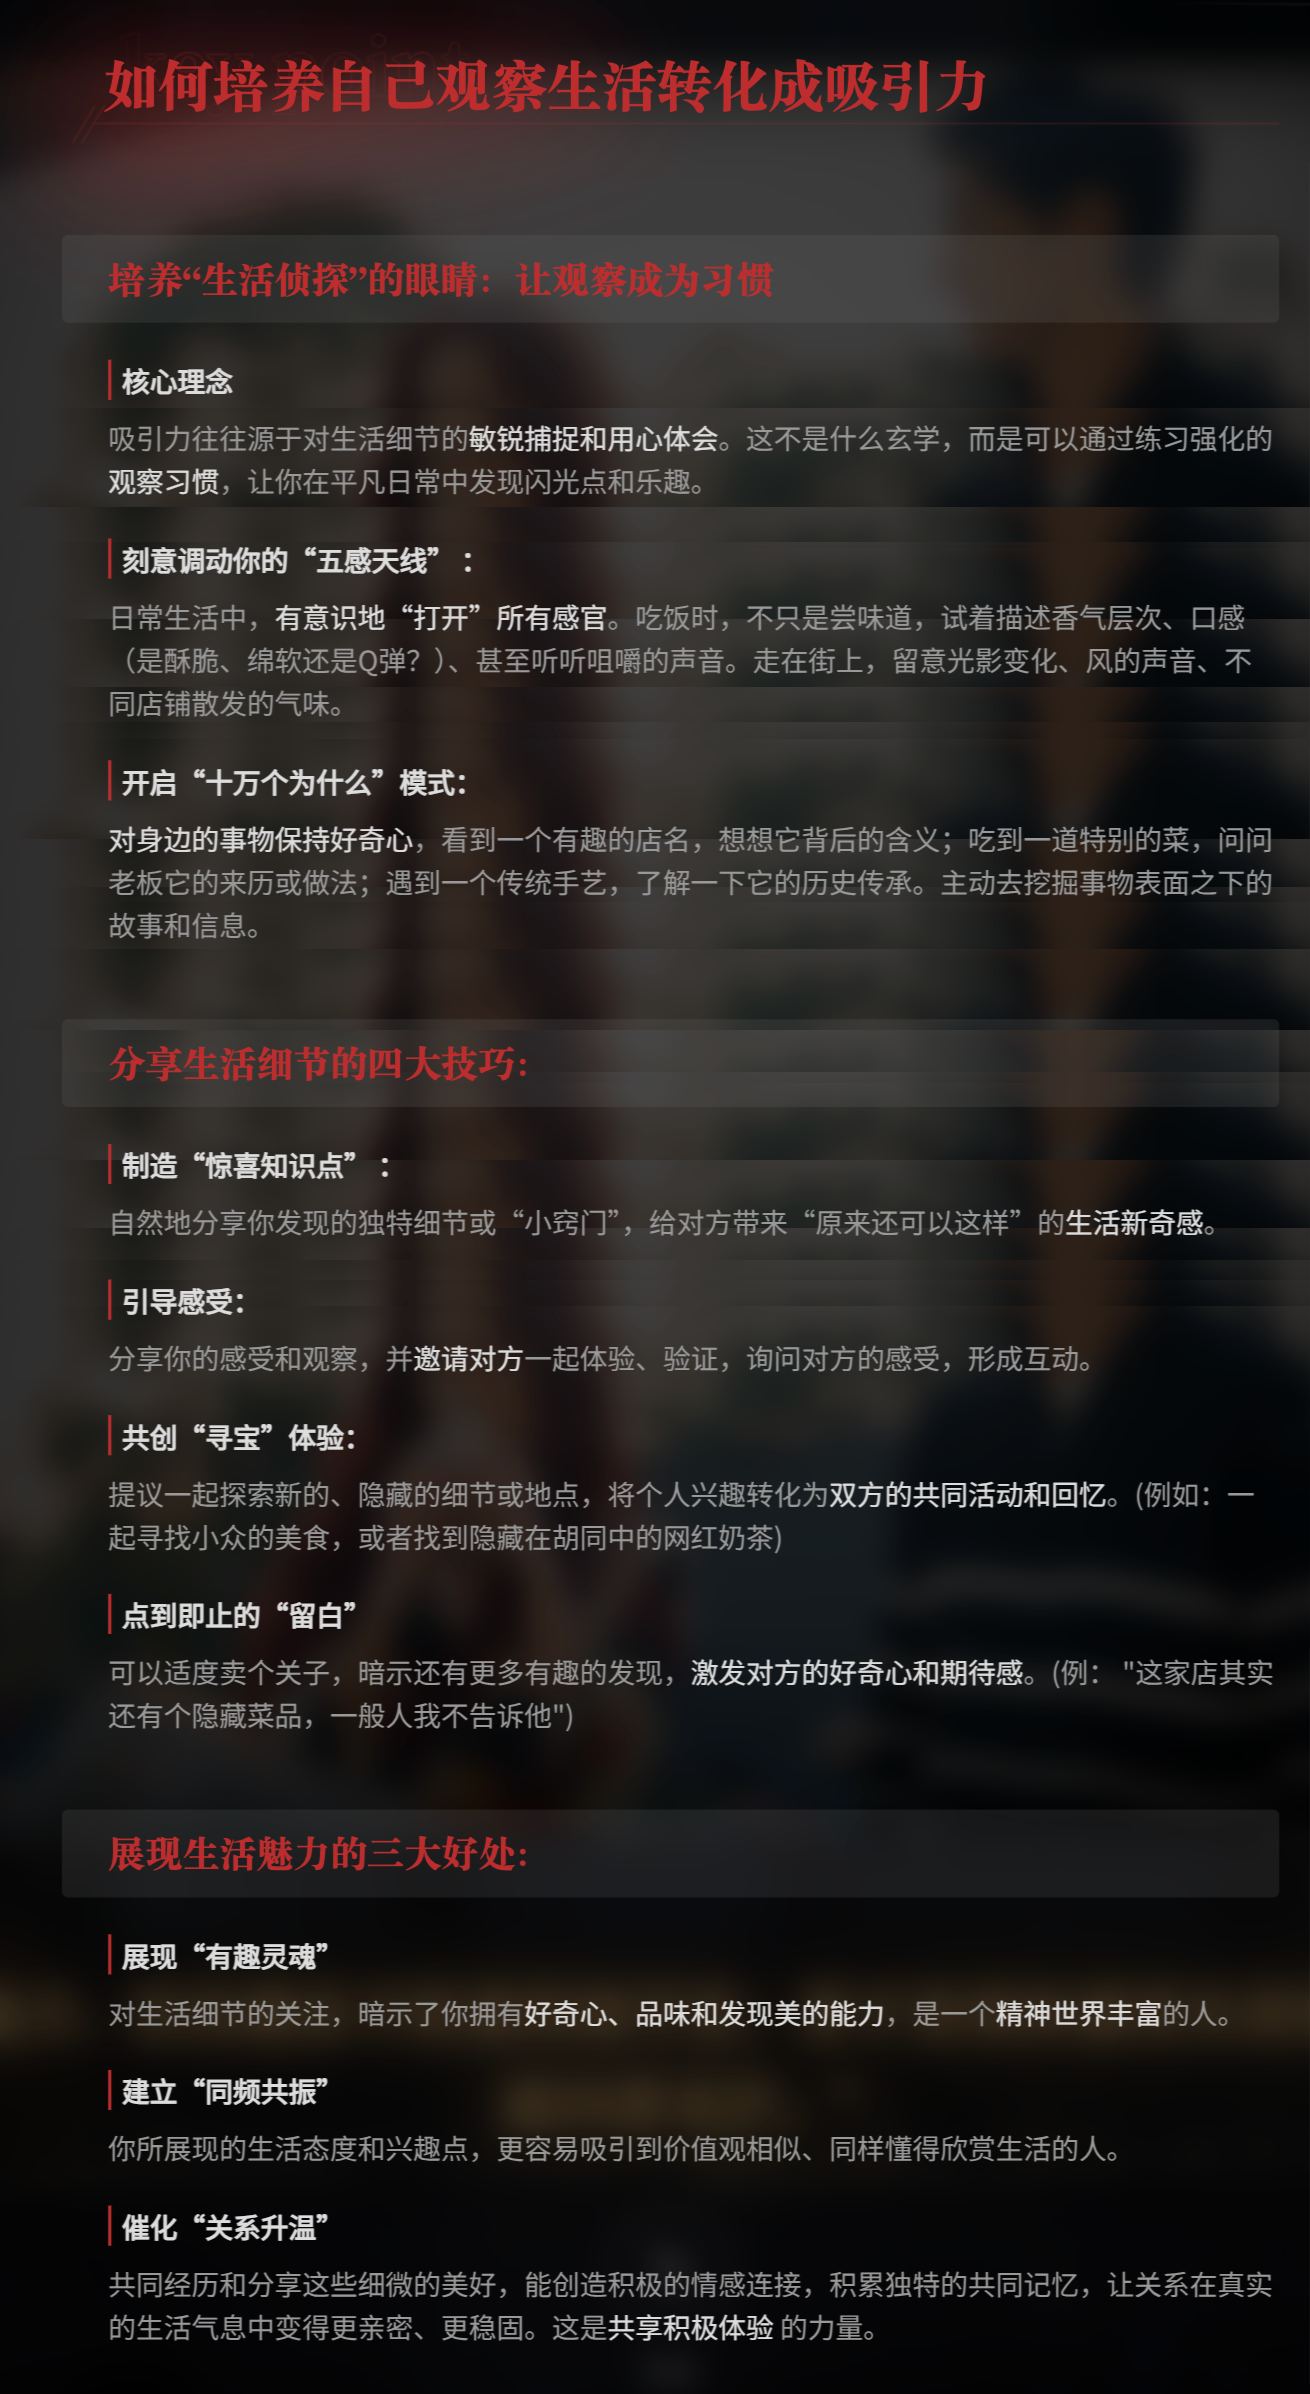 如何培养自己观察生活转化成吸引力
培养“生活侦探”的眼睛：让观察成为习惯
核心理念
吸引力往往源于对生活细节的敏锐捕捉和用心体会。这不是什么玄学，而是可以通过练习强化的
观察习惯，让你在平凡日常中发现闪光点和乐趣。
刻意调动你的“五感天线” ：
日常生活中，有意识地“打开”所有感官。吃饭时，不只是尝味道，试着描述香气层次、口感
（是酥脆、绵软还是Q弹？）、甚至听听咀嚼的声音。走在街上，留意光影变化、风的声音、不
同店铺散发的气味。
开启“十万个为什么”模式：
对身边的事物保持好奇心，看到一个有趣的店名，想想它背后的含义；吃到一道特别的菜，问问
老板它的来历或做法；遇到一个传统手艺，了解一下它的历史传承。主动去挖掘事物表面之下的
故事和信息。
分享生活细节的四大技巧：
制造“惊喜知识点” ：
自然地分享你发现的独特细节或“小窍门”，给对方带来“原来还可以这样”的生活新奇感。
引导感受：
分享你的感受和观察，并邀请对方一起体验、验证，询问对方的感受，形成互动。
共创“寻宝”体验：
提议一起探索新的、隐藏的细节或地点，将个人兴趣转化为双方的共同活动和回忆。(例如：一
起寻找小众的美食，或者找到隐藏在胡同中的网红奶茶)
点到即止的“留白”
可以适度卖个关子，暗示还有更多有趣的发现，激发对方的好奇心和期待感。(例： "这家店其实
还有个隐藏菜品，一般人我不告诉他")
展现生活魅力的三大好处：
展现“有趣灵魂”
对生活细节的关注，暗示了你拥有好奇心、品味和发现美的能力，是一个精神世界丰富的人。
建立“同频共振”
你所展现的生活态度和兴趣点，更容易吸引到价值观相似、同样懂得欣赏生活的人。
催化“关系升温”
共同经历和分享这些细微的美好，能创造积极的情感连接，积累独特的共同记忆，让关系在真实
的生活气息中变得更亲密、更稳固。这是共享积极体验 的力量。